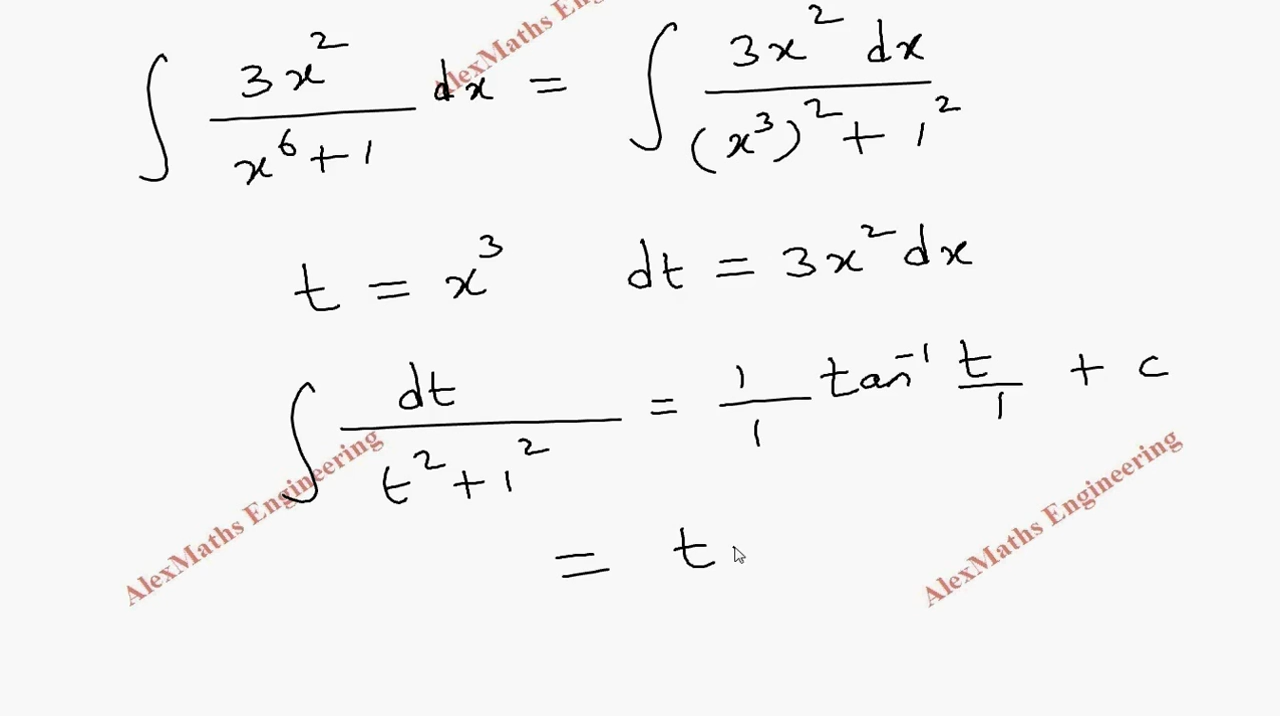 AlexMaths En
∫ 3x² / x⁶ + 1 dx = ∫ 3x² dx / (x³)² + 1²
t = x³ dt = 3x² dx
∫ dt / t² + 1² = 1/1 tan⁻¹ t/1 + c
= t
AlexMaths Engineering
AlexMaths Engineering